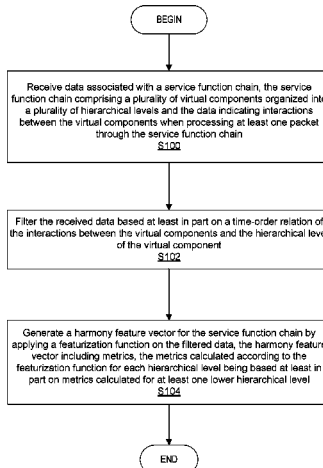 BEGIN
Receive data associated with a service function chain, the service
function chain comprising a plurality of virtual components organized into
a plurality of hierarchical levels and the data indicating interactions
between the virtual components when processing at least one packet
through the service function chain
S100
Filter the received data based at least in part on a time-order relation of
the interactions between the virtual components and the hierarchical level
of the virtual component
S102
Generate a harmony feature vector for the service function chain by
applying a featurization function on the filtered data, the harmony feature
vector including metrics, the metrics calculated according to the
featurization function for each hierarchical level being based at least in
part on metrics calculated for at least one lower hierarchical level
S104
END